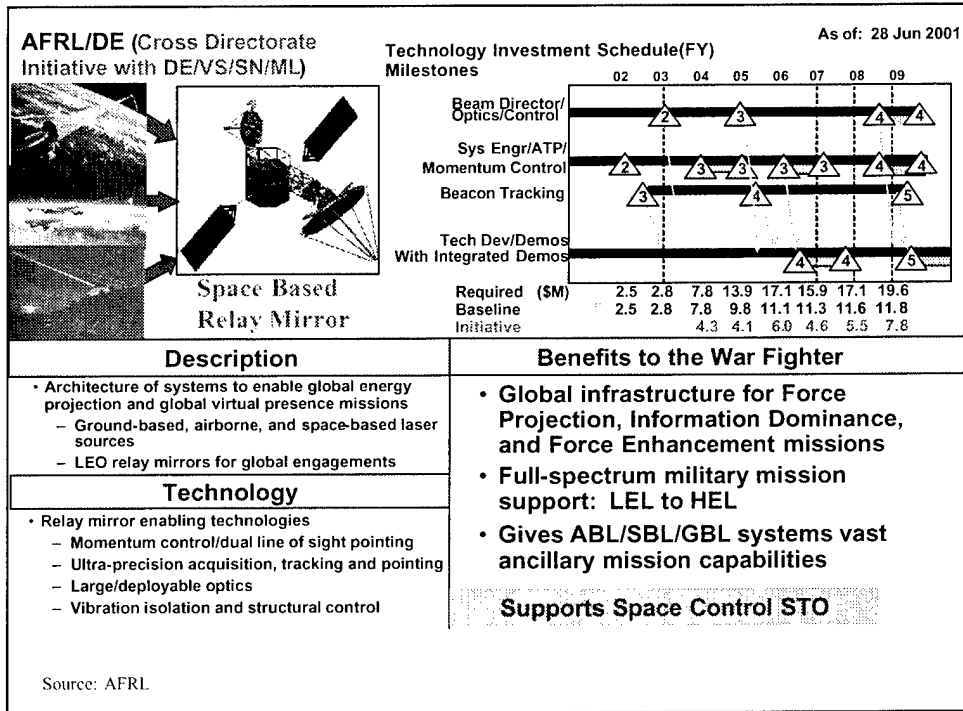 AFRL/DE (Cross Directorate
Initiative with DE/VS/SN/ML)
Space Based
Relay Mirror
As of: 28 Jun 2001
Technology Investment Schedule(FY)
Milestones
02 03 04 05 06 07 08 09
Beam Director/
Optics/Control
2 3 4 4
Sys Engr/ATP/
Momentum Control
2 3 3 3 3 4 4
Beacon Tracking
3 4 5
Tech Dev/Demos
With Integrated Demos
4 4 5
Required ($M) 2.5 2.8 7.8 13.9 17.1 15.9 17.1 19.6
Baseline 2.5 2.8 7.8 9.8 11.1 11.3 11.6 11.8
Initiative 4.3 4.1 6.0 4.6 5.5 7.8
Description
• Architecture of systems to enable global energy
projection and global virtual presence missions
– Ground-based, airborne, and space-based laser
sources
– LEO relay mirrors for global engagements
Technology
• Relay mirror enabling technologies
– Momentum control/dual line of sight pointing
– Ultra-precision acquisition, tracking and pointing
– Large/deployable optics
– Vibration isolation and structural control
Benefits to the War Fighter
• Global infrastructure for Force
Projection, Information Dominance,
and Force Enhancement missions
• Full-spectrum military mission
support: LEL to HEL
• Gives ABL/SBL/GBL systems vast
ancillary mission capabilities
Supports Space Control STO
Source: AFRL